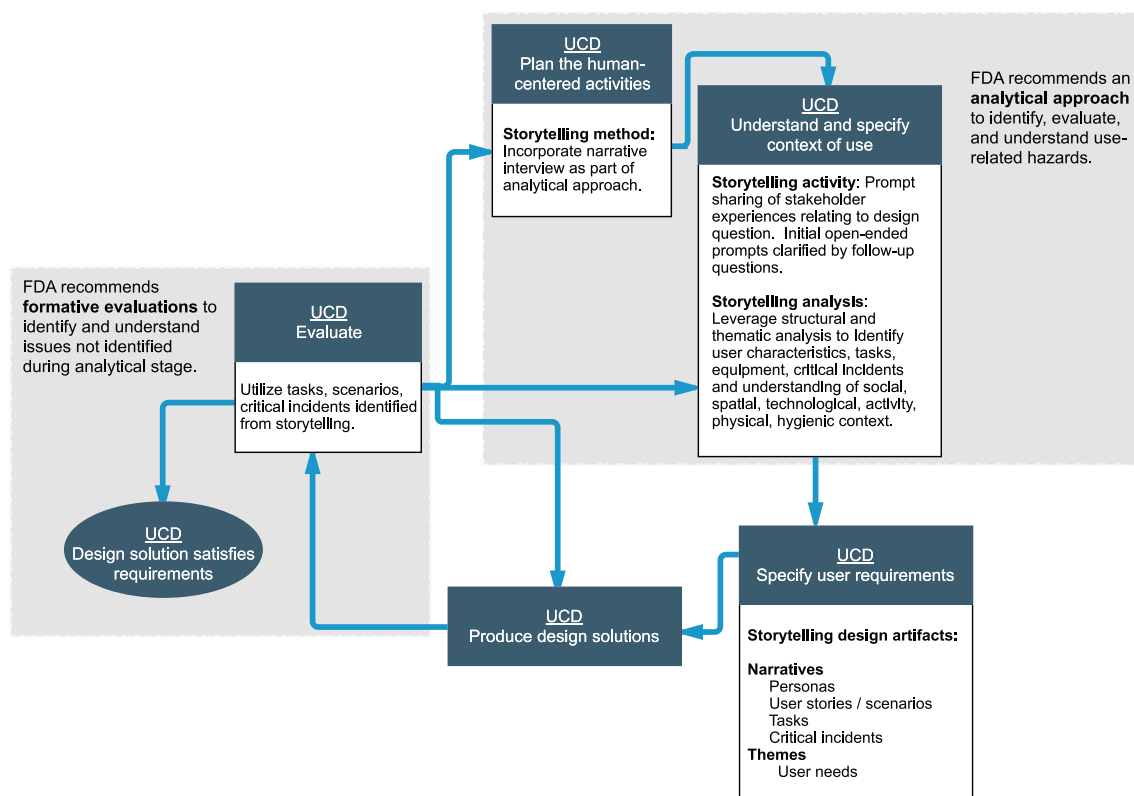 UCD
Plan the human-
centered activities
Storytelling method:
Incorporate narrative
interview as part of
analytical approach.
UCD
Understand and specify
context of use
Storytelling activity: Prompt
sharing of stakeholder
experiences relating to design
question.  Initial open-ended
prompts clarified by follow-up
questions.
Storytelling analysis:
Leverage structural and
thematic analysis to Identify
user characteristics, tasks,
equipment, critical incidents
and understanding of social,
spatial, technological, activity,
physical, hygienic context.
FDA recommends an
analytical approach
to identify, evaluate,
and understand use-
related hazards.
FDA recommends
formative evaluations to
identify and understand
issues not identified
during analytical stage.
UCD
Evaluate
Utilize tasks, scenarios,
critical incidents identified
from storytelling.
UCD
Design solution satisfies
requirements
UCD
Produce design solutions
UCD
Specify user requirements
Storytelling design artifacts:
Narratives
Personas
User stories / scenarios
Tasks
Critical incidents
Themes
User needs